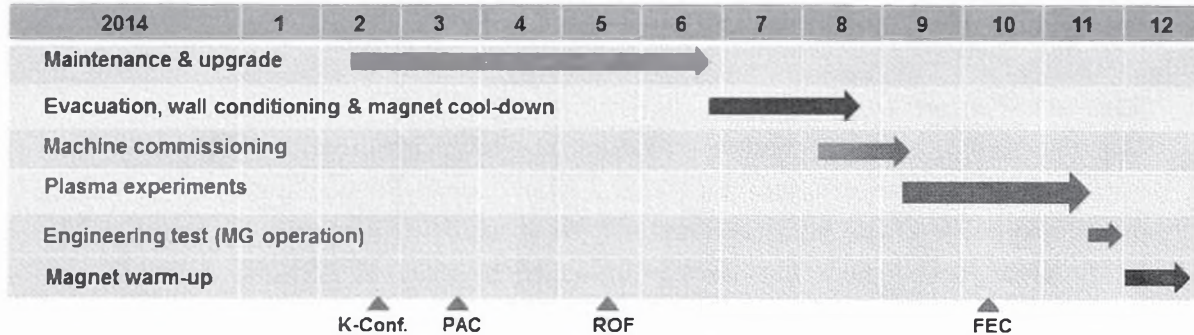 2014 1 2 3 4 5 6 7 8 9 10 11 12
Maintenance & upgrade
Evacuation, wall conditioning & magnet cool-down
Machine commissioning
Plasma experiments
Engineering test (MG operation)
Magnet warm-up
K-Conf. PAC ROF FEC